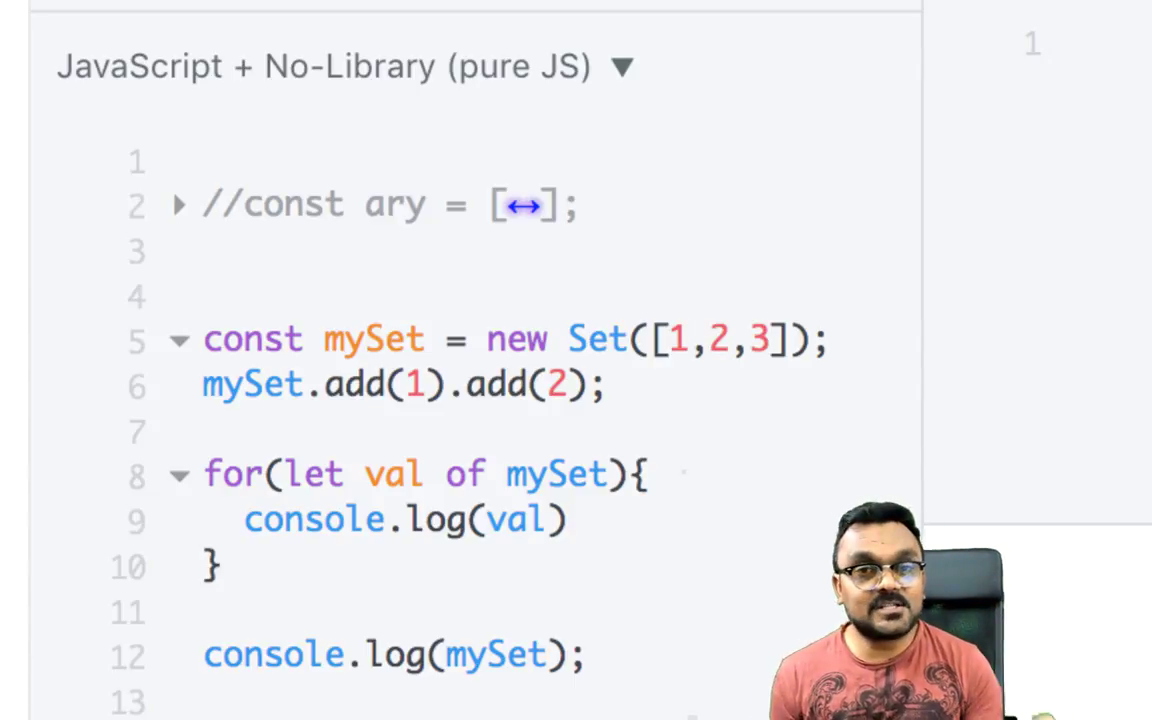 JavaScript + No-Library (pure JS) ▼
1
1
2 //const ary = [↔];
3
4
5 const mySet = new Set([1,2,3]);
6 mySet.add(1).add(2);
7
8 for(let val of mySet){
9 console.log(val)
10 }
11
12 console.log(mySet);
13